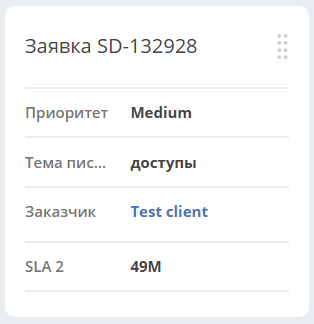 Заявка SD-132928
Приоритет Medium
Тема пис... доступы
Заказчик Test client
SLA 2 49M